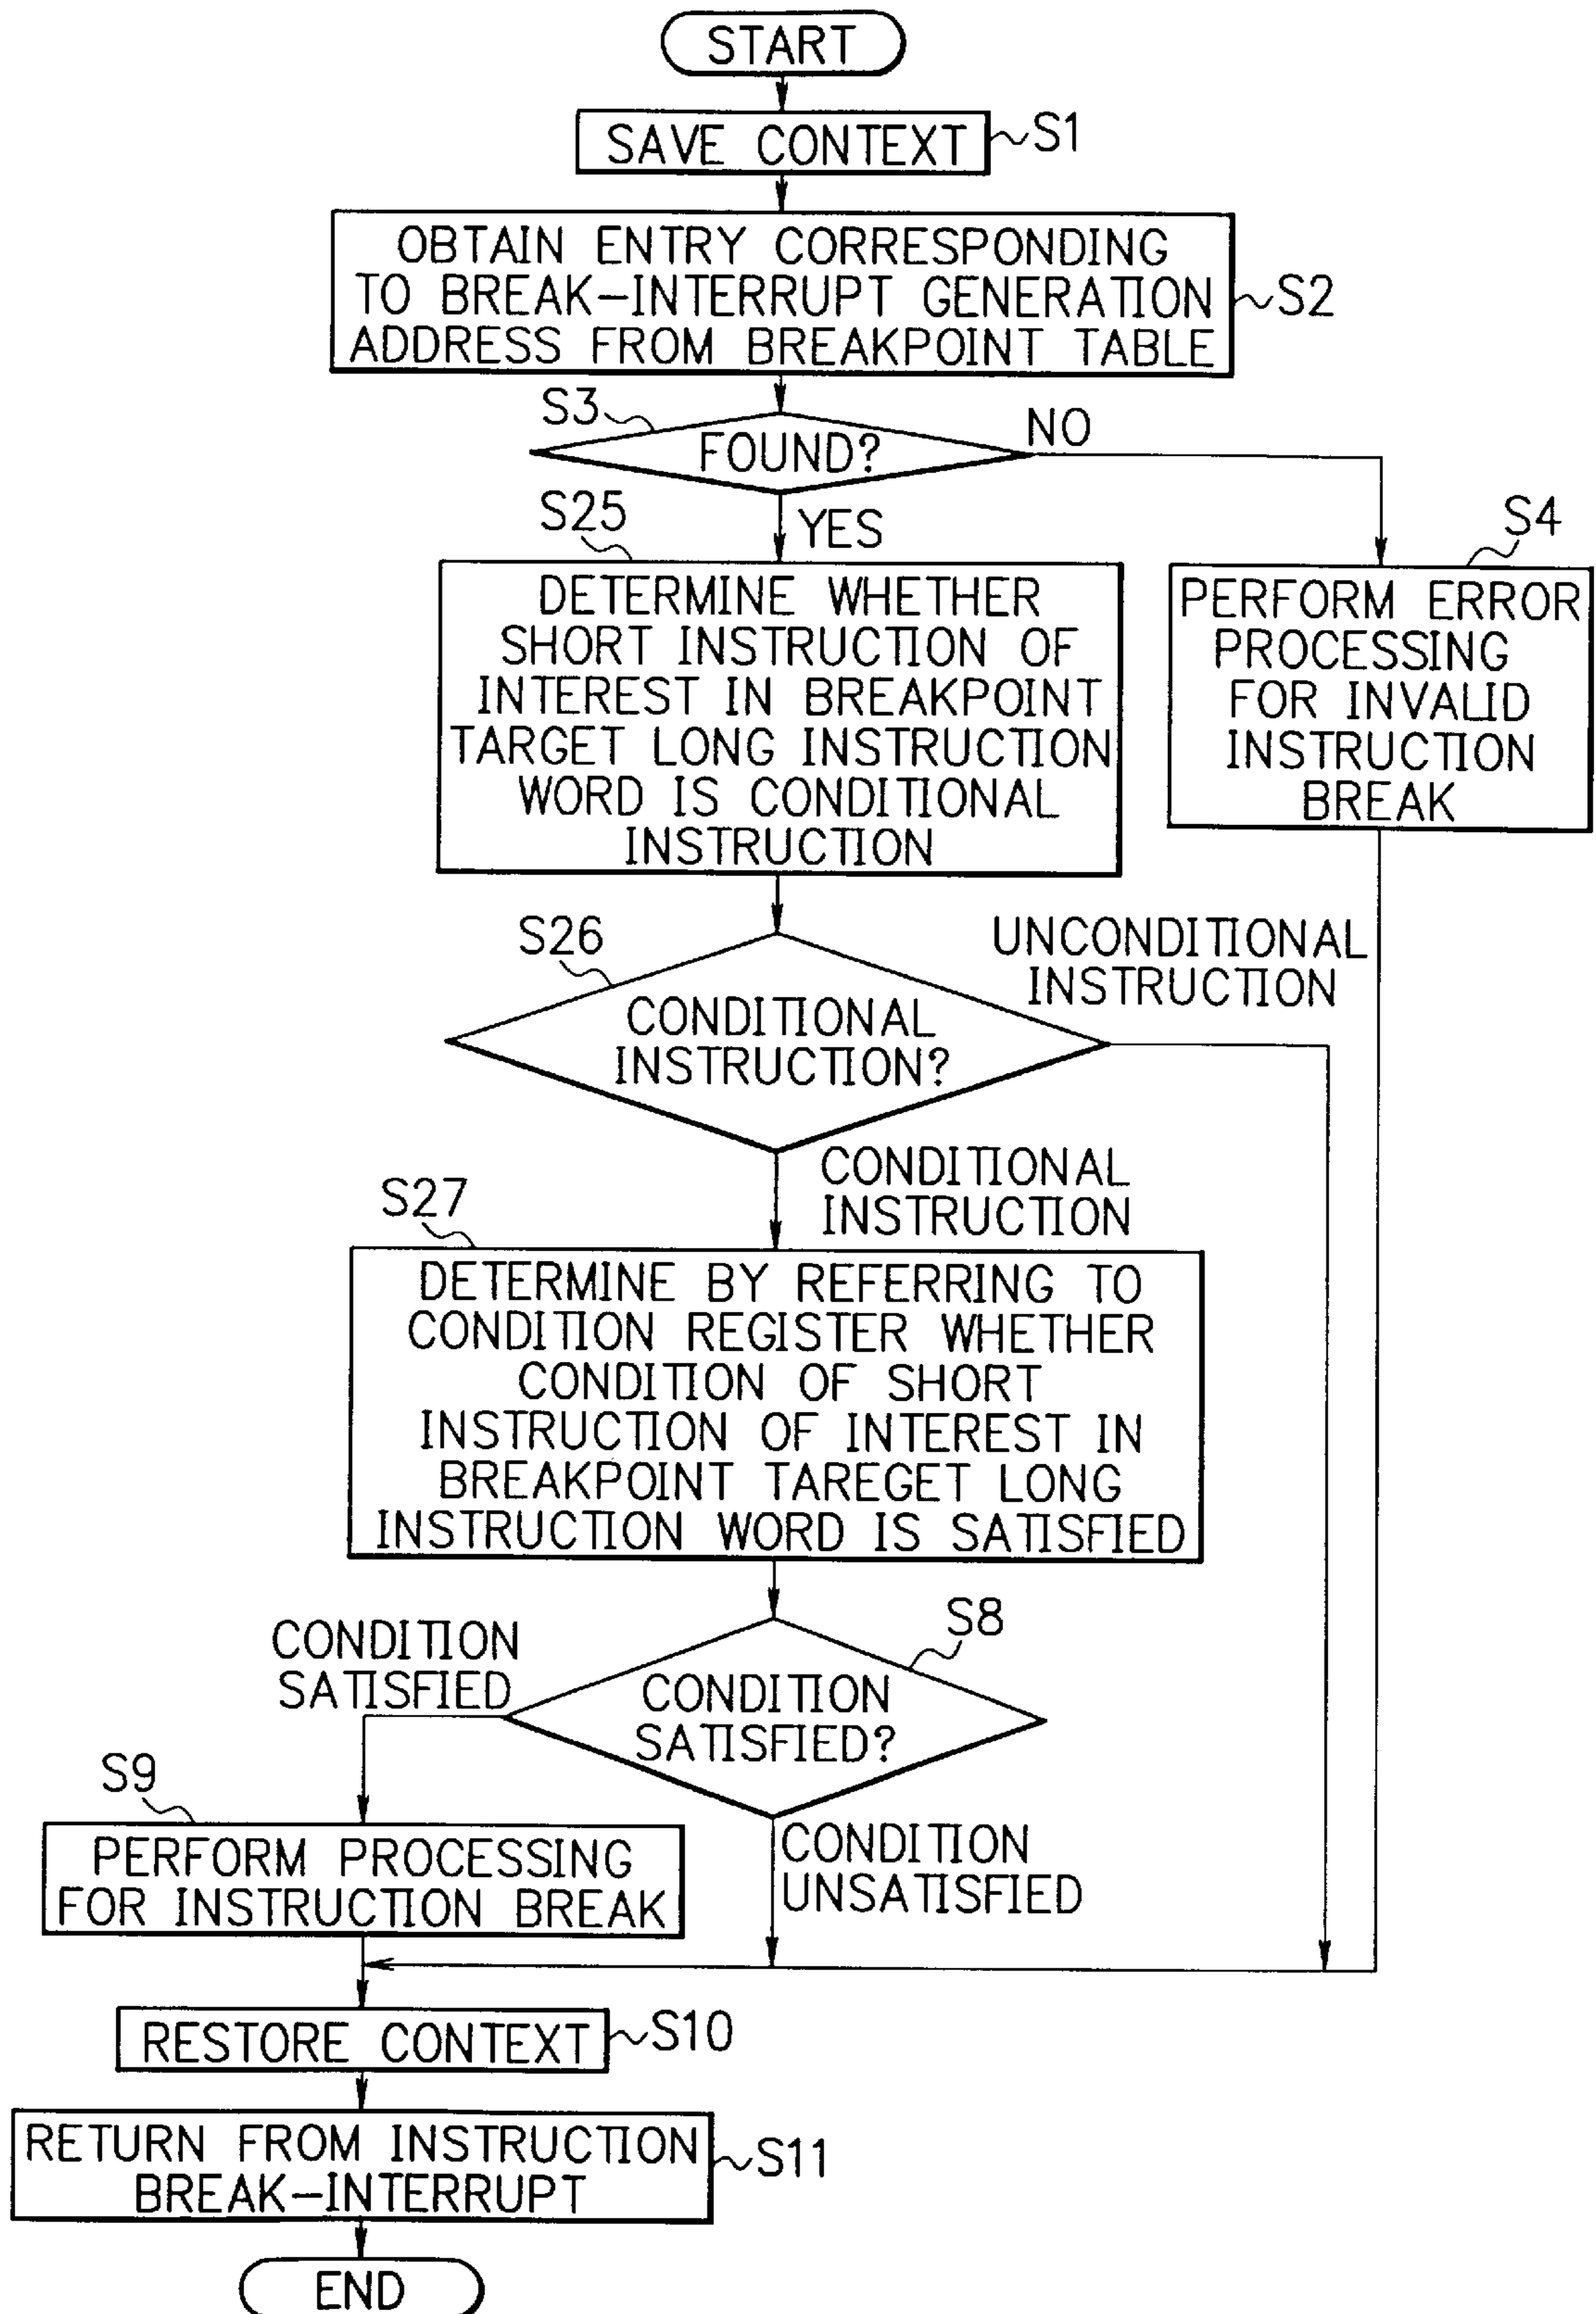 START
SAVE CONTEXT
S1
OBTAIN ENTRY CORRESPONDING
TO BREAK-INTERRUPT GENERATION
ADDRESS FROM BREAKPOINT TABLE
S2
S3
FOUND?
NO
YES
S25
DETERMINE WHETHER
SHORT INSTRUCTION OF
INTEREST IN BREAKPOINT
TARGET LONG INSTRUCTION
WORD IS CONDITIONAL
INSTRUCTION
S4
PERFORM ERROR
PROCESSING
FOR INVALID
INSTRUCTION
BREAK
S26
CONDITIONAL
INSTRUCTION?
UNCONDITIONAL
INSTRUCTION
CONDITIONAL
INSTRUCTION
S27
DETERMINE BY REFERRING TO
CONDITION REGISTER WHETHER
CONDITION OF SHORT
INSTRUCTION OF INTEREST IN
BREAKPOINT TAREGET LONG
INSTRUCTION WORD IS SATISFIED
S8
CONDITION
SATISFIED?
CONDITION
SATISFIED
S9
PERFORM PROCESSING
FOR INSTRUCTION BREAK
CONDITION
UNSATISFIED
RESTORE CONTEXT
S10
RETURN FROM INSTRUCTION
BREAK-INTERRUPT
S11
END